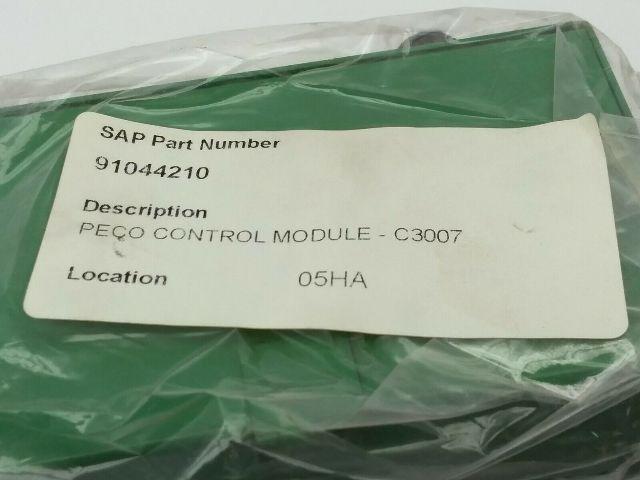 SAP Part Number
91044210
Description
PECO CONTROL MODULE - C3007
Location 05HA